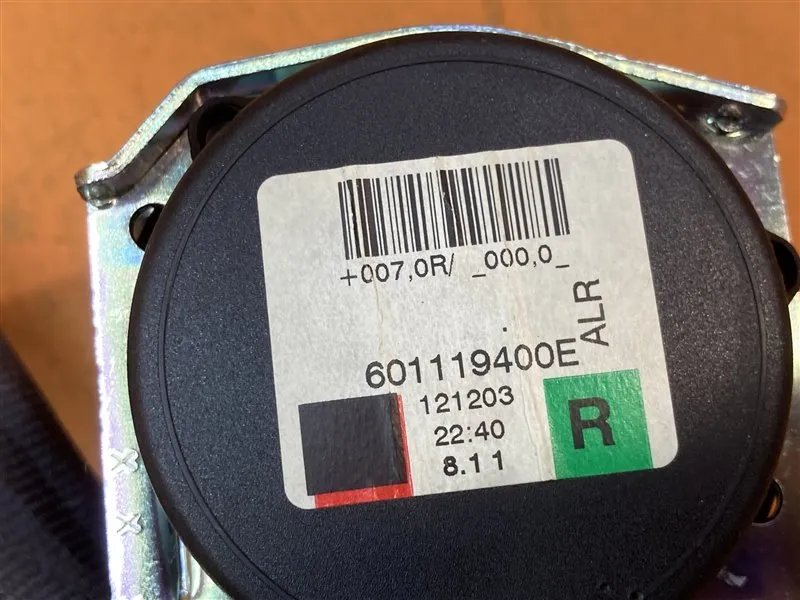 +007,0R/ _000,0_
ALR
601119400E
121203
22:40
8.11
R